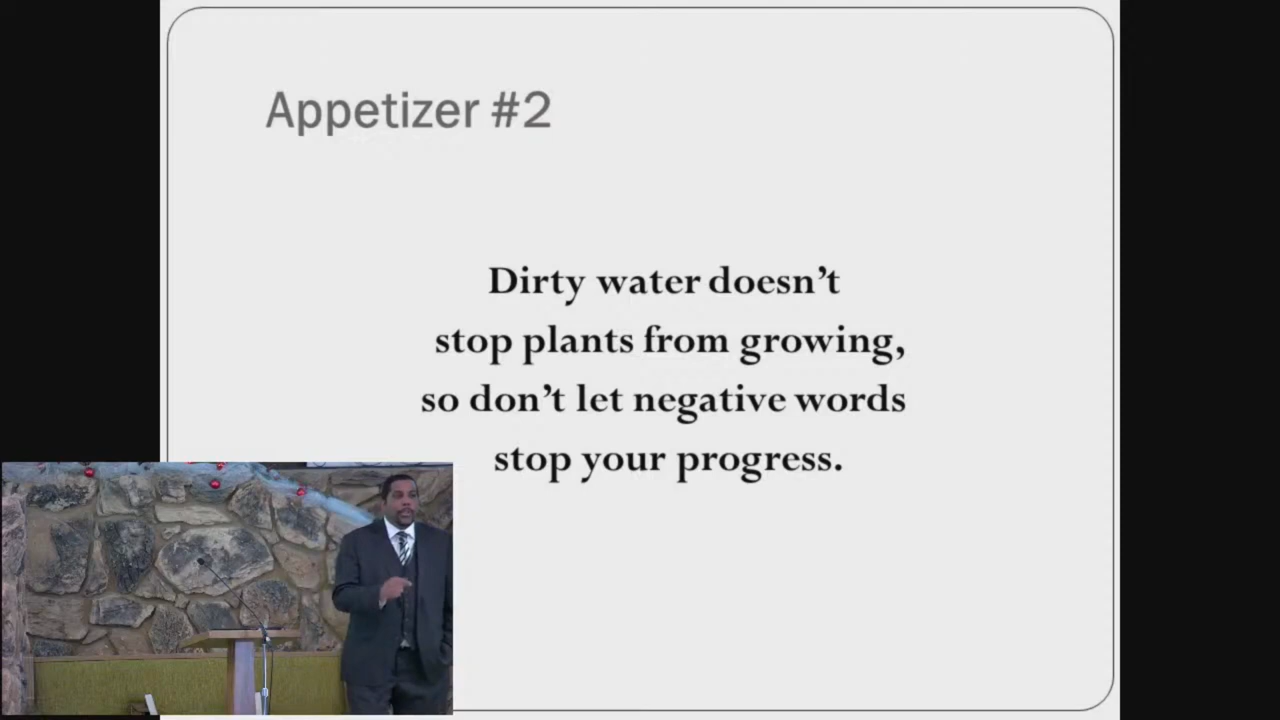 Appetizer #2
Dirty water doesn’t
stop plants from growing,
so don’t let negative words
stop your progress.